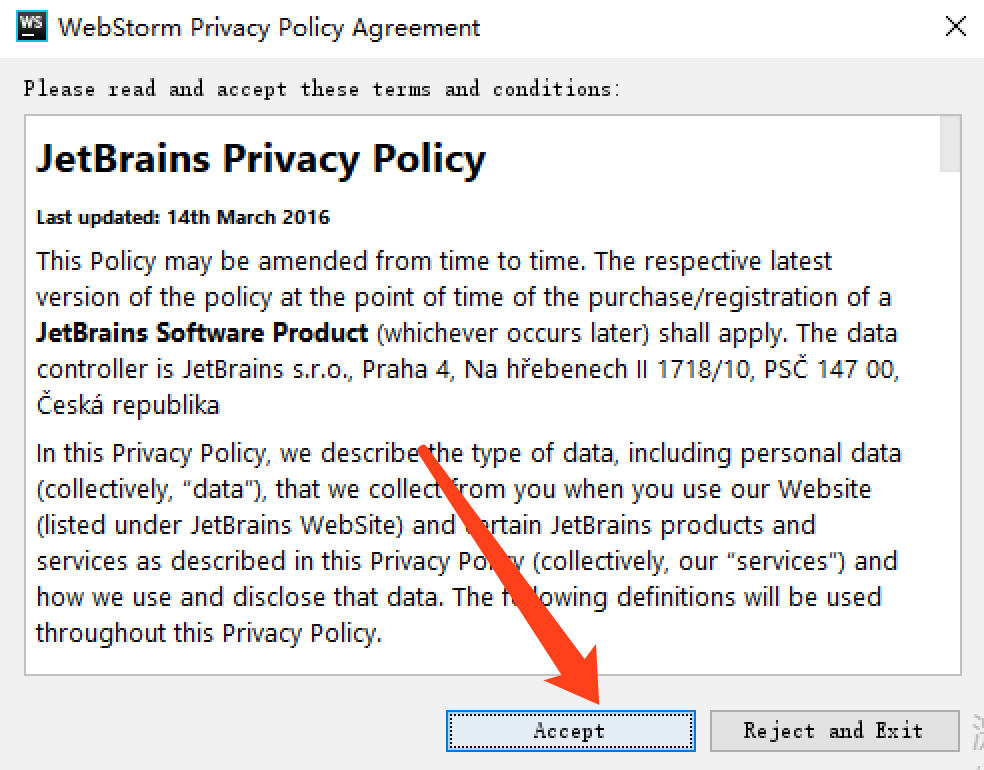 WS
WebStorm Privacy Policy Agreement
Please read and accept these terms and conditions:
JetBrains Privacy Policy
Last updated: 14th March 2016
This Policy may be amended from time to time. The respective latest
version of the policy at the point of time of the purchase/registration of a
JetBrains Software Product (whichever occurs later) shall apply. The data
controller is JetBrains s.r.o., Praha 4, Na hřebenech II 1718/10, PSČ 147 00,
Česká republika
In this Privacy Policy, we describe the type of data, including personal data
(collectively, “data”), that we collect from you when you use our Website
(listed under JetBrains WebSite) and certain JetBrains products and
services as described in this Privacy Policy (collectively, our “services”) and
how we use and disclose that data. The following definitions will be used
throughout this Privacy Policy.
Accept
Reject and Exit